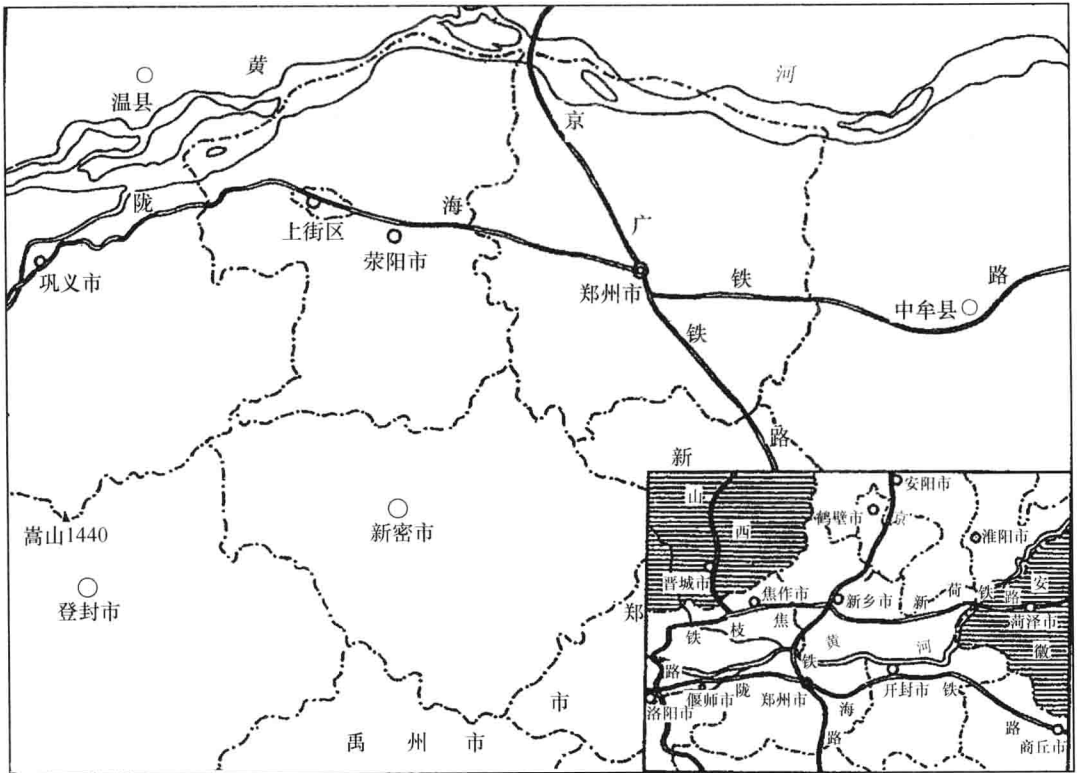 黄
河
温县
京
陇
海
广
上街区
荥阳市
巩义市
郑州市
铁
路
中牟县
铁
路
新
嵩山1440
登封市
新密市
郑
市
禹州市
山
西
安阳市
鹤壁市
京
淮阳市
晋城市
焦作市
新乡市
新
荷
铁
路
安
菏泽市
徽
铁
枝
焦
黄
河
铁
路
洛阳市
偃师市
陇
郑州市
海
开封市
铁
路
路
商丘市